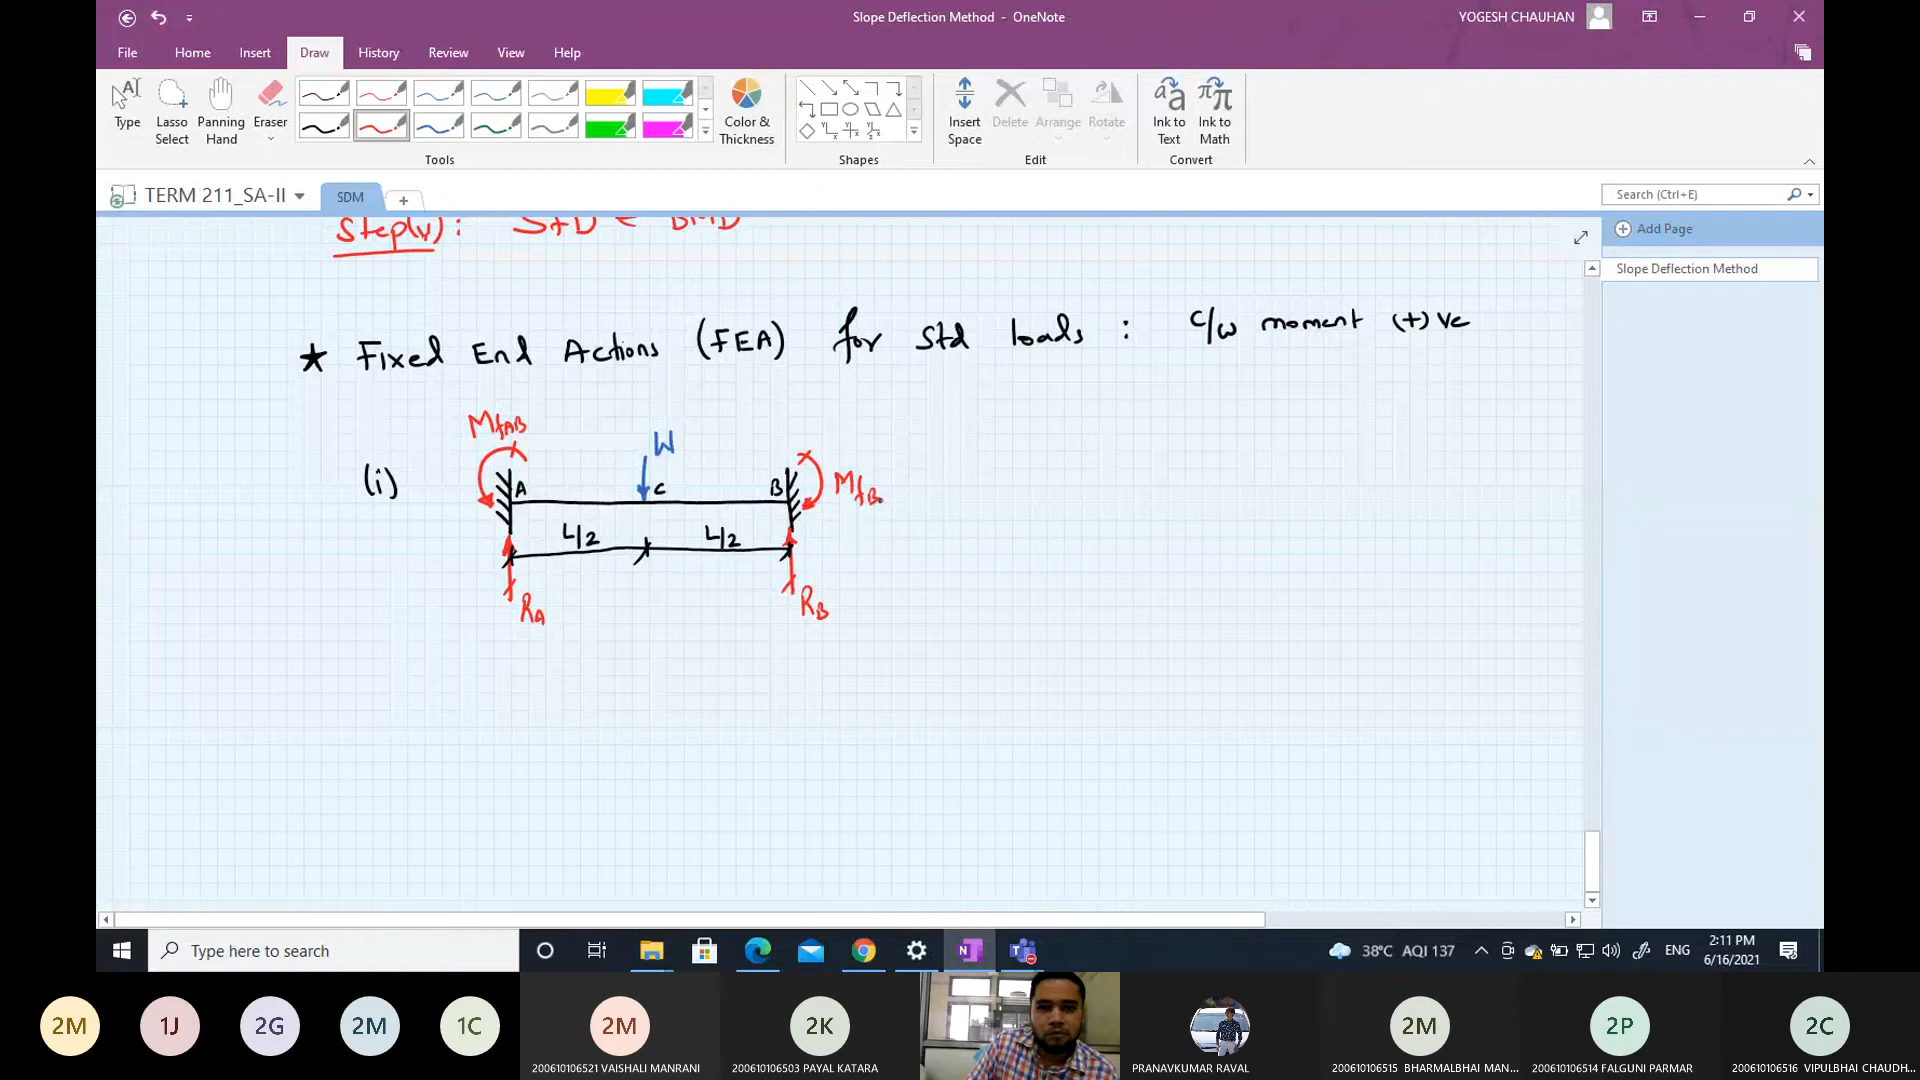 Slope Deflection Method - OneNote
YOGESH CHAUHAN
File Home Insert Draw History Review View Help
Type
Lasso Select
Panning Hand
Eraser
Color & Thickness
Insert Space
Delete
Arrange
Rotate
Ink to Text
Ink to Math
Tools
Shapes
Edit
Convert
TERM 211_SA-II
SDM
Search (Ctrl+E)
Add Page
Slope Deflection Method
Step(v) :
★ Fixed End Actions (FEA) for Std loads : c/w moment (+)ve
MfAB
W
(i)
A
C
B
MfB
L/2
L/2
RA
RB
Type here to search
38°C AQI 137
ENG
2:11 PM
6/16/2021
2M
1J
2G
2M
1C
2M
2K
2M
2P
2C
200610106521 VAISHALI MANRANI
200610106503 PAYAL KATARA
PRANAVKUMAR RAVAL
200610106515 BHARMALBHAI MAN...
200610106514 FALGUNI PARMAR
200610106516 VIPULBHAI CHAUDH...